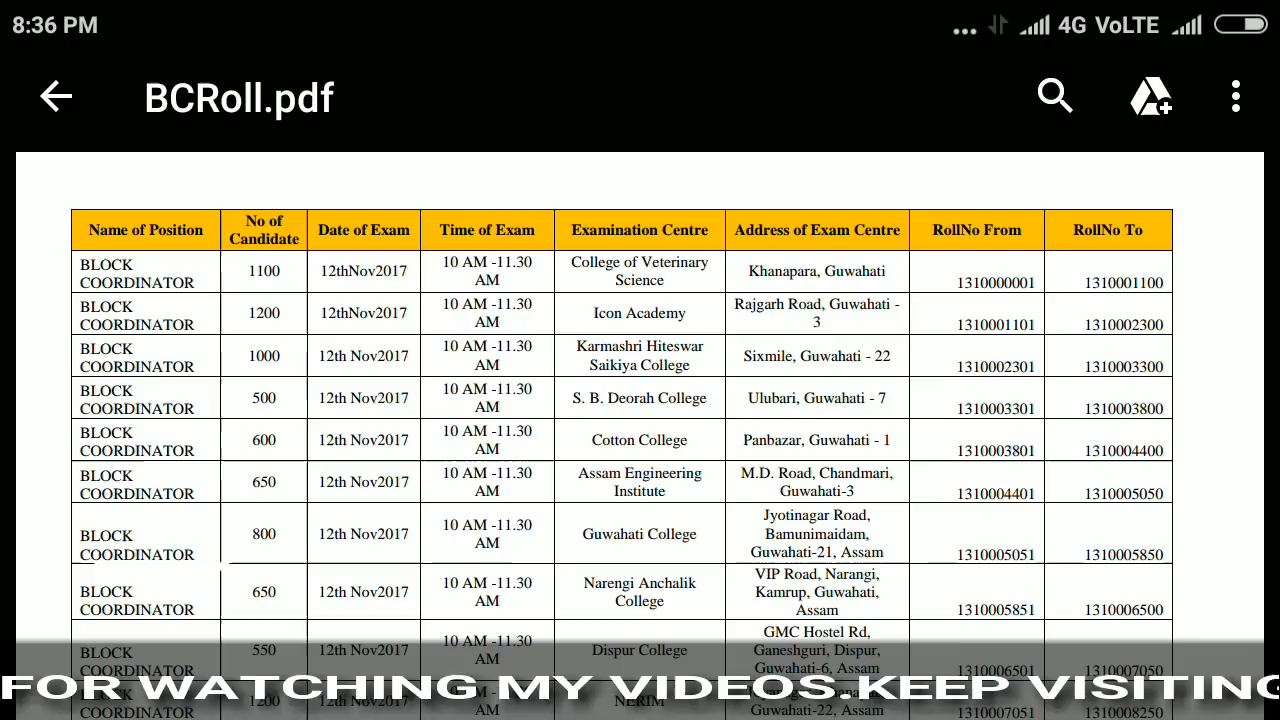 8:36 PM
4G VoLTE
BCRoll.pdf
Name of Position No of Candidate Date of Exam Time of Exam Examination Centre Address of Exam Centre RollNo From RollNo To
BLOCK COORDINATOR 1100 12thNov2017 10 AM -11.30 AM College of Veterinary Science Khanapara, Guwahati 1310000001 1310001100
BLOCK COORDINATOR 1200 12thNov2017 10 AM -11.30 AM Icon Academy Rajgarh Road, Guwahati - 3 1310001101 1310002300
BLOCK COORDINATOR 1000 12th Nov2017 10 AM -11.30 AM Karmashri Hiteswar Saikiya College Sixmile, Guwahati - 22 1310002301 1310003300
BLOCK COORDINATOR 500 12th Nov2017 10 AM -11.30 AM S. B. Deorah College Ulubari, Guwahati - 7 1310003301 1310003800
BLOCK COORDINATOR 600 12th Nov2017 10 AM -11.30 AM Cotton College Panbazar, Guwahati - 1 1310003801 1310004400
BLOCK COORDINATOR 650 12th Nov2017 10 AM -11.30 AM Assam Engineering Institute M.D. Road, Chandmari, Guwahati-3 1310004401 1310005050
BLOCK COORDINATOR 800 12th Nov2017 10 AM -11.30 AM Guwahati College Jyotinagar Road, Bamunimaidam, Guwahati-21, Assam 1310005051 1310005850
BLOCK COORDINATOR 650 12th Nov2017 10 AM -11.30 AM Narengi Anchalik College VIP Road, Narangi, Kamrup, Guwahati, Assam 1310005851 1310006500
BLOCK COORDINATOR 550 12th Nov2017 10 AM -11.30 AM Dispur College GMC Hostel Rd, Ganeshguri, Dispur, Guwahati-6, Assam 1310006501 1310007050
1200 NERIM Guwahati-22, Assam 1310007051 1310008250
FOR WATCHING MY VIDEOS. KEEP VISITING